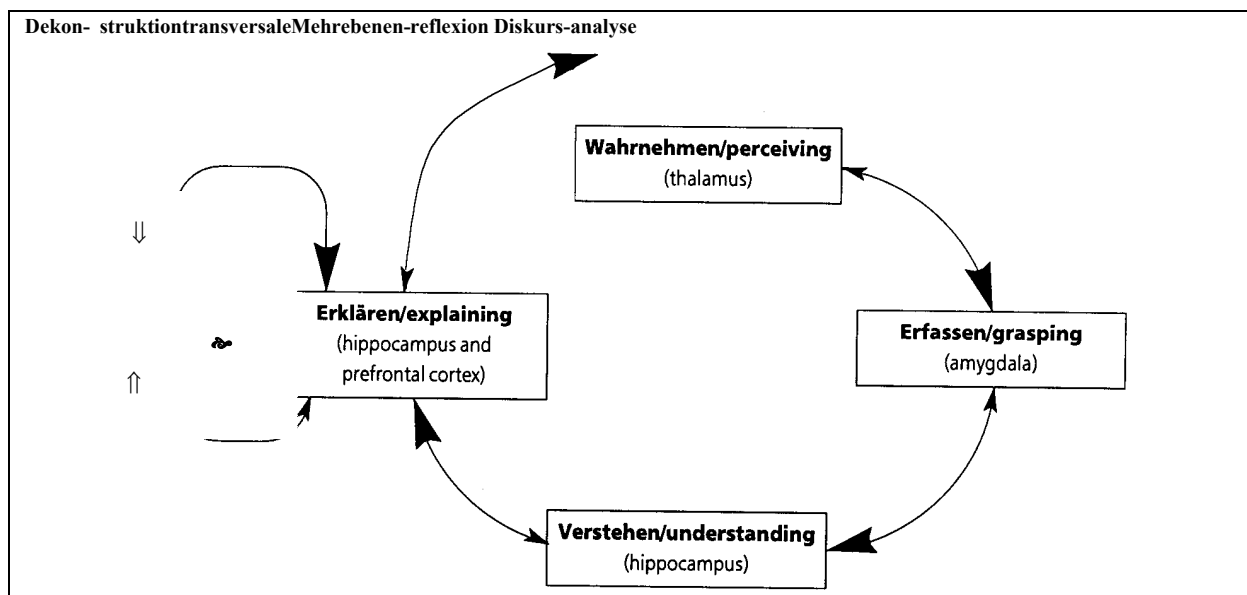 Dekon- struktiontransversaleMehrebenen-reflexion Diskurs-analyse
Wahrnehmen/perceiving
(thalamus)
⇓
Erklären/explaining
(hippocampus and
prefrontal cortex)
Erfassen/grasping
(amygdala)
⇑
Verstehen/understanding
(hippocampus)